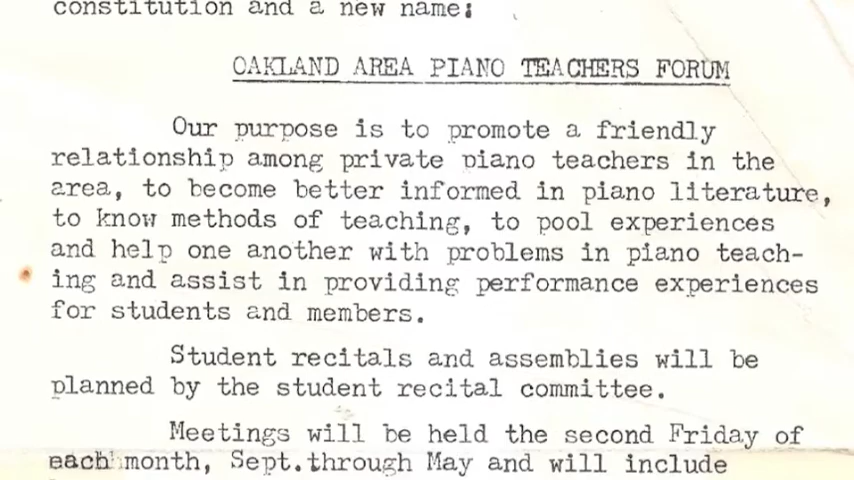 constitution and a new name:
OAKLAND AREA PIANO TEACHERS FORUM
Our purpose is to promote a friendly
relationship among private piano teachers in the
area, to become better informed in piano literature,
to know methods of teaching, to pool experiences
and help one another with problems in piano teach-
ing and assist in providing performance experiences
for students and members.
Student recitals and assemblies will be
planned by the student recital committee.
Meetings will be held the second Friday of
each month, Sept.through May and will include